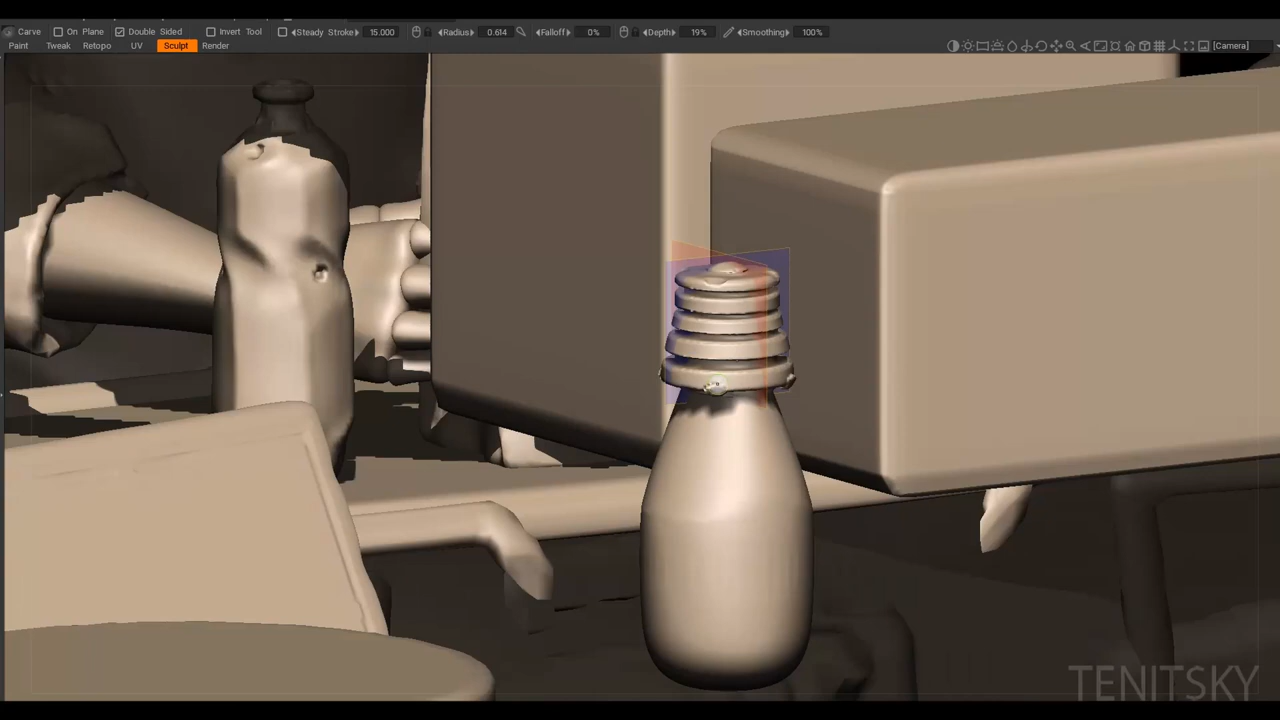 Carve On Plane Double Sided Invert Tool Steady Stroke 15.000 Radius 0.614 Falloff 0% Depth 19% Smoothing 100%
Paint Tweak Retopo UV Sculpt Render [Camera]
TENITSKY